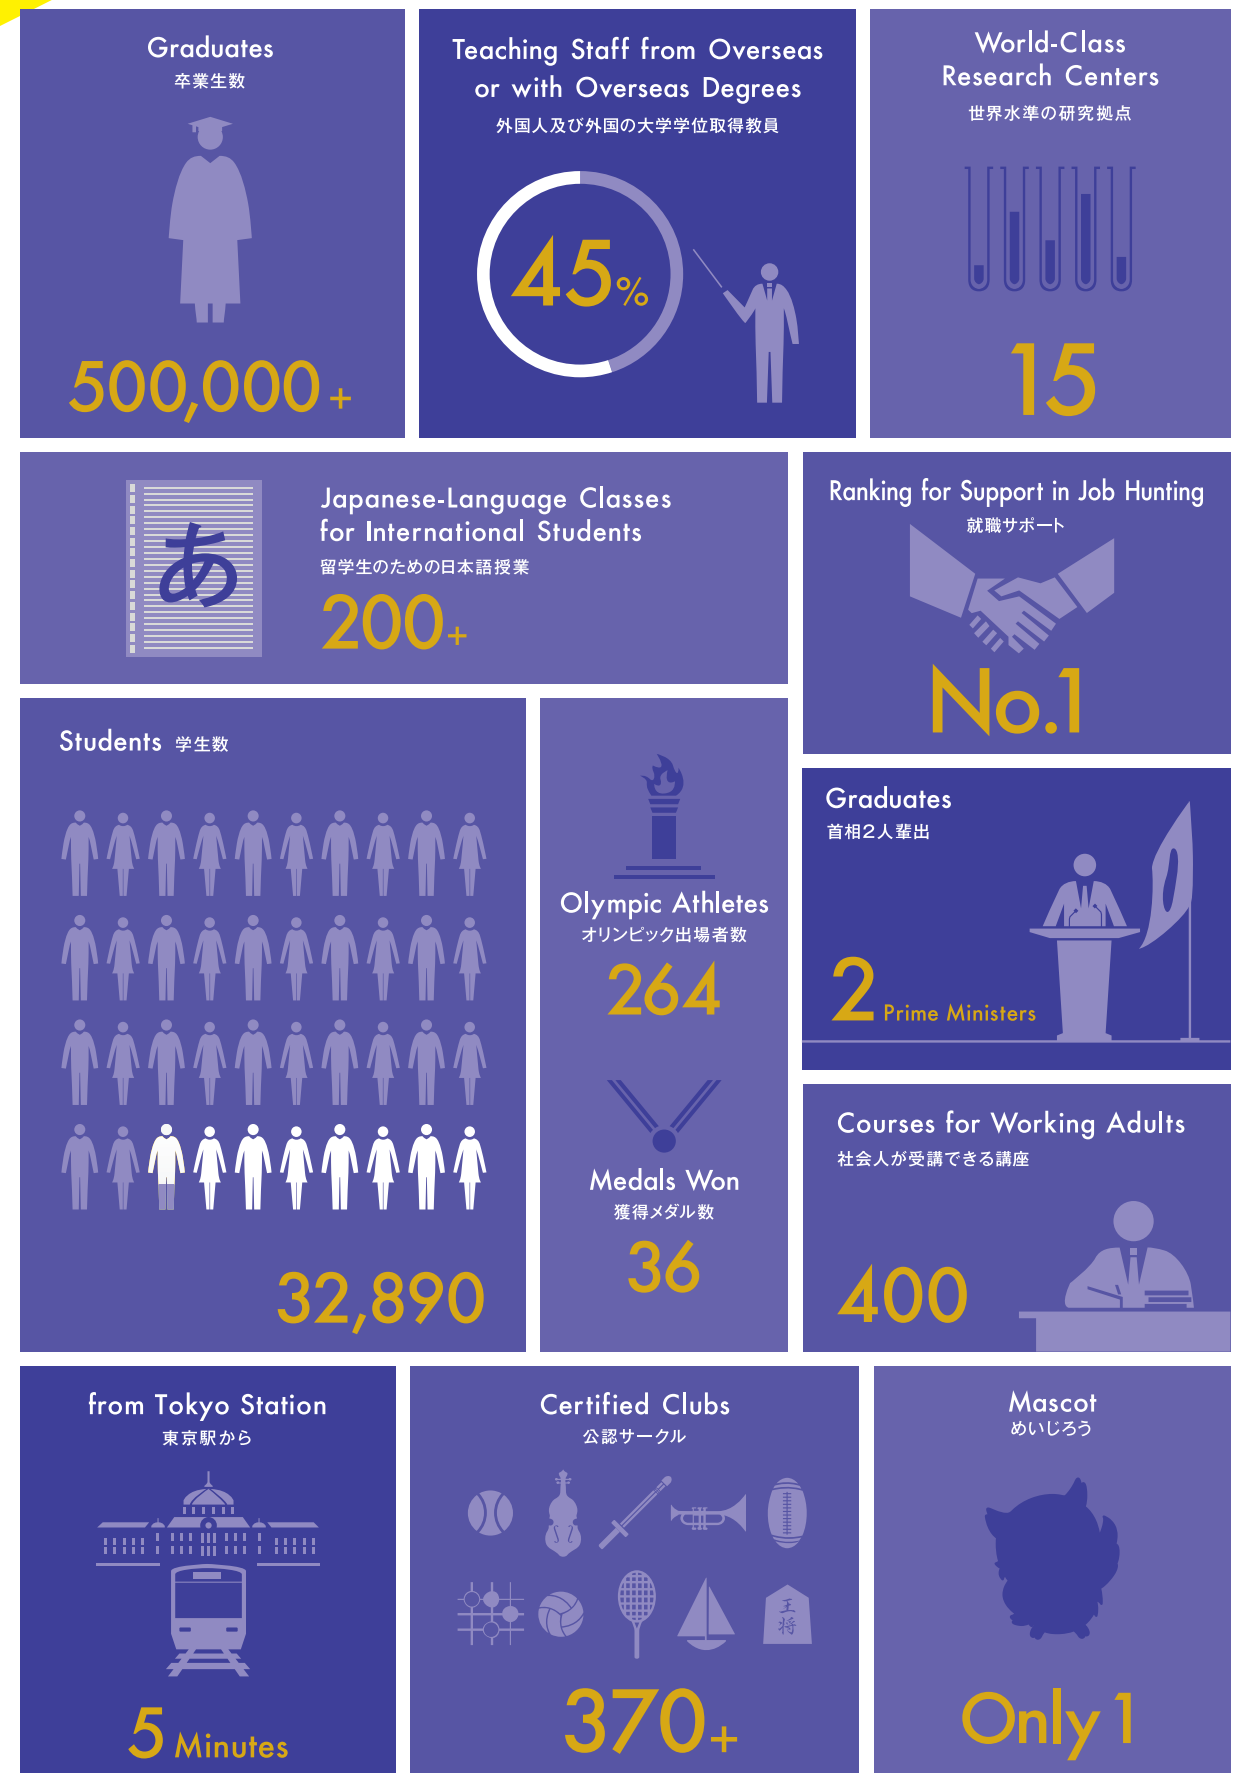 Graduates
卒業生数
500,000+
Teaching Staff from Overseas
or with Overseas Degrees
外国人及び外国の大学学位取得教員
45%
World-Class
Research Centers
世界水準の研究拠点
15
あ
Japanese-Language Classes
for International Students
留学生のための日本語授業
200+
Ranking for Support in Job Hunting
就職サポート
No.1
Students 学生数
32,890
Olympic Athletes
オリンピック出場者数
264
Medals Won
獲得メダル数
36
Graduates
首相2人輩出
2 Prime Ministers
Courses for Working Adults
社会人が受講できる講座
400
from Tokyo Station
東京駅から
5 Minutes
Certified Clubs
公認サークル
王
将
370+
Mascot
めいじろう
Only 1